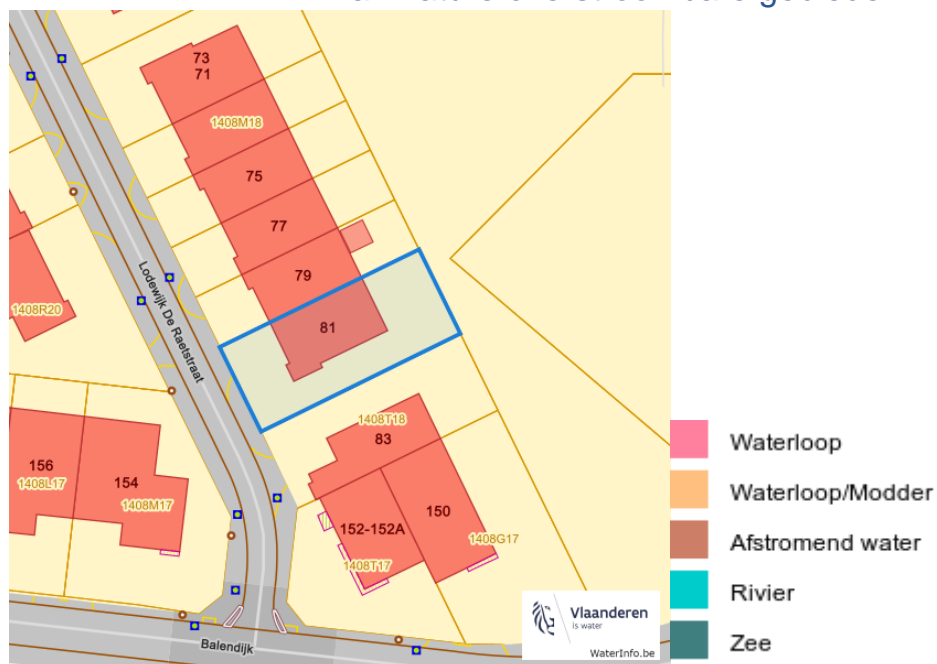 73
71
1408M18
75
77
79
81
1408R20
Lodewijk De Raetstraat
1408T18
83
156
1408L17
154
1408M17
152-152A
150
1408T17
1408G17
Balendijk
Vlaanderen
is water
WaterInfo.be
Waterloop
Waterloop/Modder
Afstromend water
Rivier
Zee